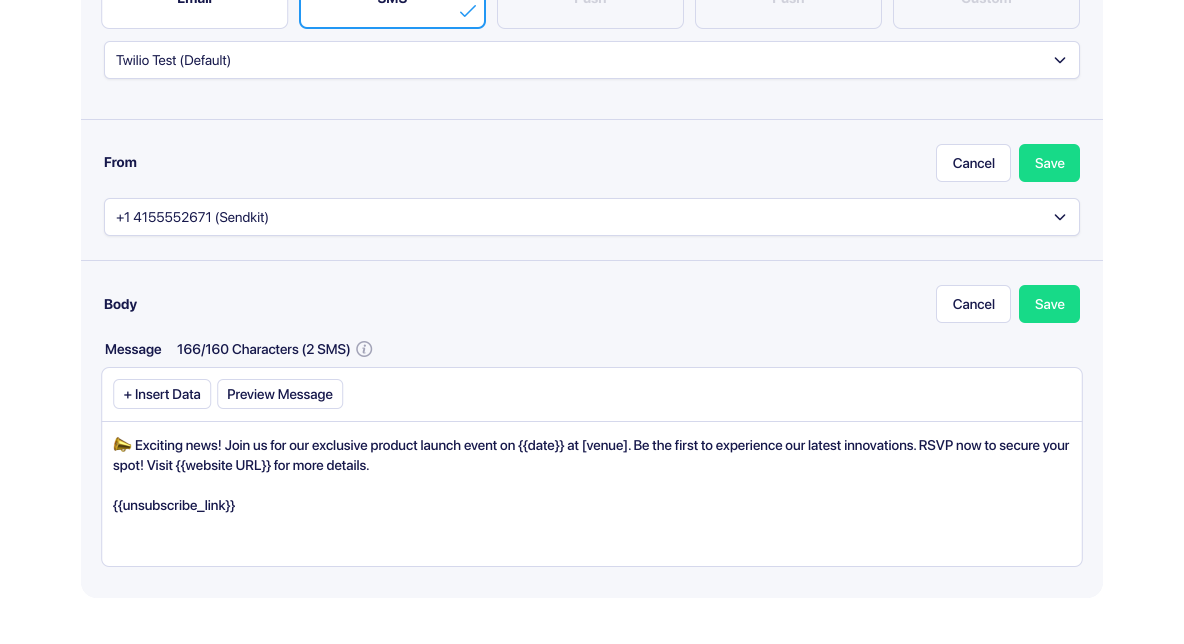 Email
SMS
Push
Push
Custom
Twilio Test (Default)
From
Cancel
Save
+1 4155552671 (Sendkit)
Body
Cancel
Save
Message 166/160 Characters (2 SMS)
+ Insert Data
Preview Message
📣 Exciting news! Join us for our exclusive product launch event on {{date}} at [venue]. Be the first to experience our latest innovations. RSVP now to secure your
spot! Visit {{website URL}} for more details.
{{unsubscribe_link}}